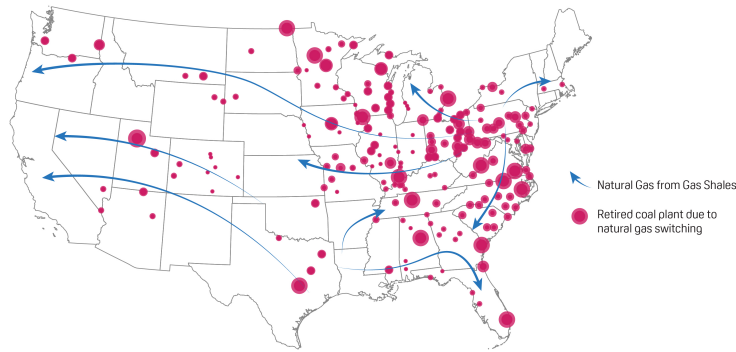 Natural Gas from Gas Shales
Retired coal plant due to
natural gas switching